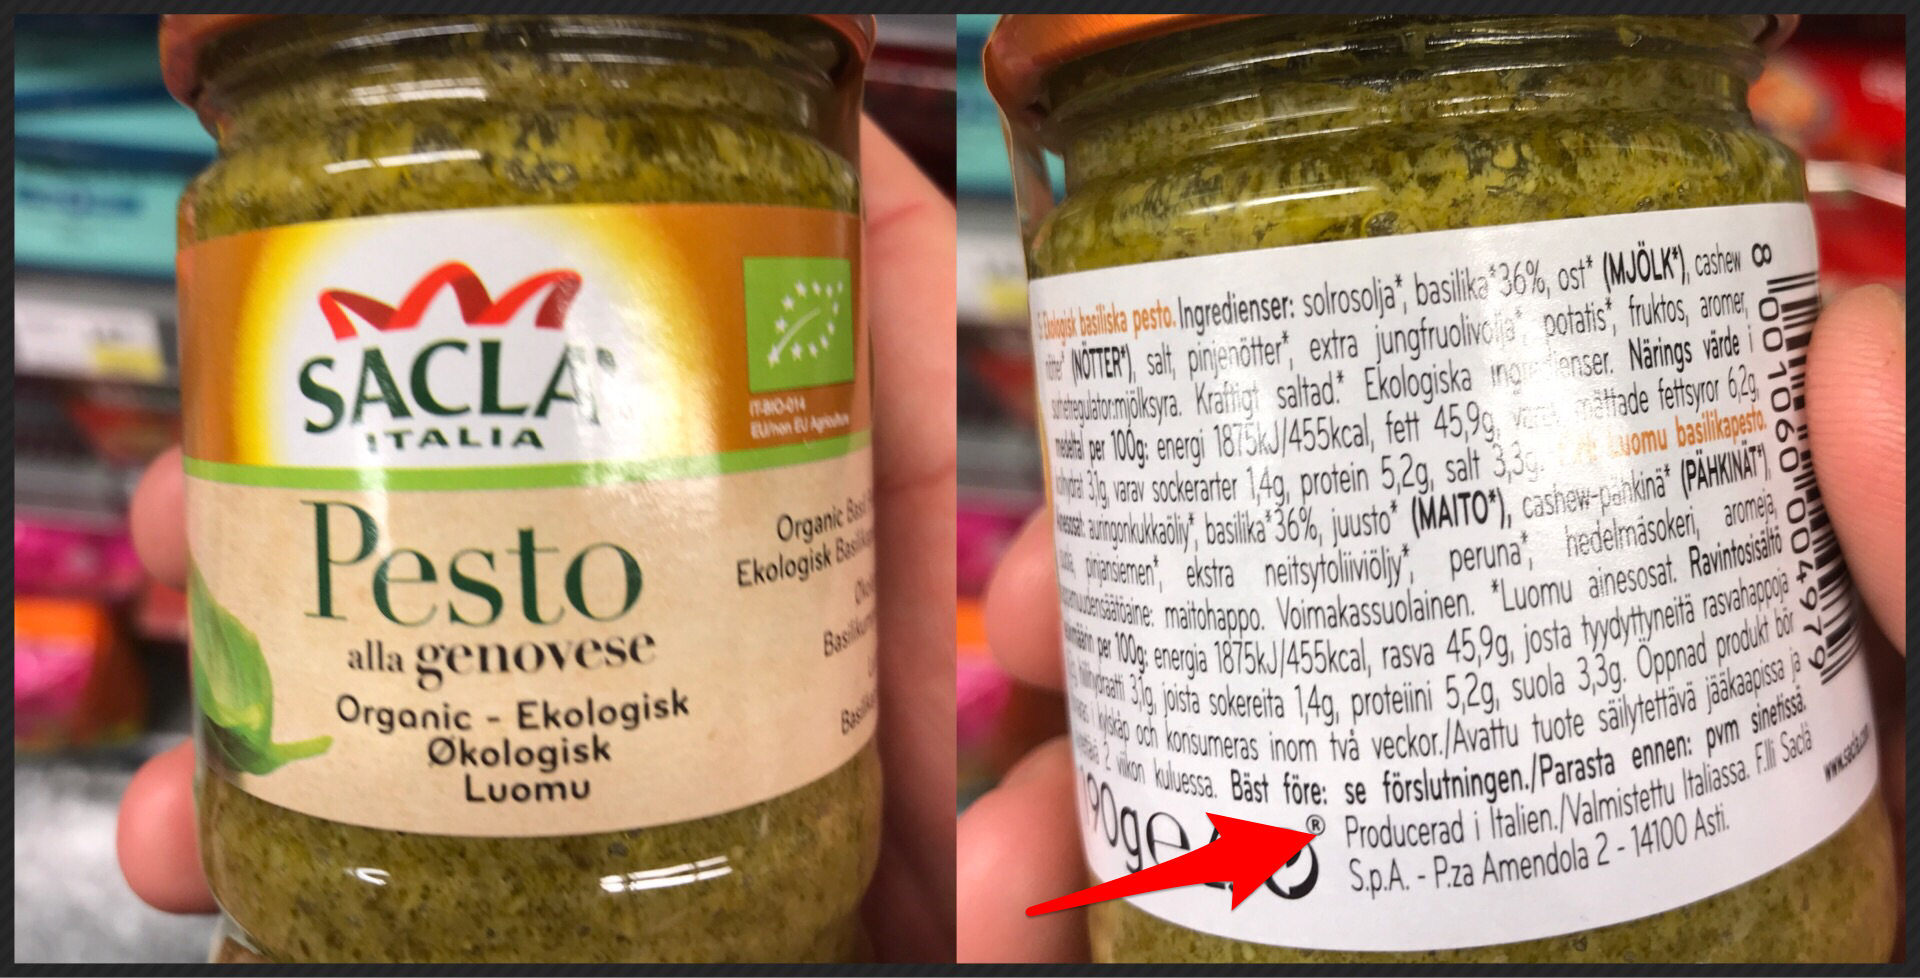 SACLA'®
ITALIA
IT-BIO-014
EU/non EU Agriculture
Pesto
alla genovese
Organic - Ekologisk
Økologisk
Luomu
Organic
Ekologisk
Ekologisk basiliska pesto. Ingredienser: solrosolja*, basilika*36%, ost* (MJÖLK*), cashew
nötter* (NÖTTER*), salt, pinjenötter*, extra jungfruolivolja*, potatis*, fruktos, aromer,
mjölksyra. Kraftigt saltad.* Ekologiska ingredienser. Närings värde i
medeltal per 100g: energi 1875kJ/455kcal, fett 45,9g, varav mättade fettsyror 6,2g,
3,1g, varav sockerarter 1,4g, protein 5,2g, salt 3,3g. Luomu basilikapesto.
auringonkukkaöljy*, basilika*36%, juusto* (MAITO*), cashew-pähkinä* (PÄHKINÄT*),
pinjansiemen*, ekstra neitsytoliiviöljy*, peruna*, hedelmäsokeri, aromeja,
maitohappo. Voimakassuolainen. *Luomu ainesosat. Ravintosisältö
per 100g: energia 1875kJ/455kcal, rasva 45,9g, josta tyydyttyneitä rasvahappoja
3,1g, joista sokereita 1,4g, proteiini 5,2g, suola 3,3g. Öppnad produkt bör
i kylskåp och konsumeras inom två veckor./Avattu tuote säilytettävä jääkaapissa ja
2 viikon kuluessa. Bäst före: se förslutningen./Parasta ennen: pvm sinetissä.
190g e ® Producerad i Italien./Valmistettu Italiassa. F.lli Saclà
S.p.A. - P.za Amendola 2 - 14100 Asti.
www.sacla.com
8 001060 004979